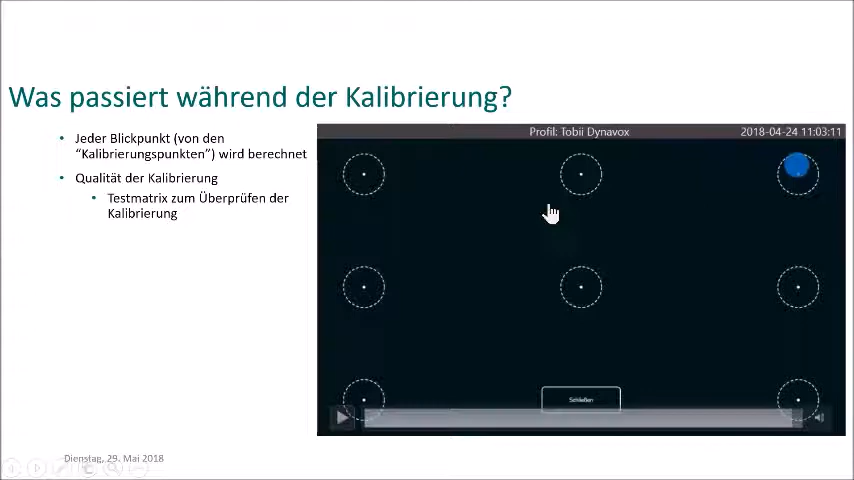 Was passiert während der Kalibrierung?
• Jeder Blickpunkt (von den
“Kalibrierungspunkten”) wird berechnet
• Qualität der Kalibrierung
• Testmatrix zum Überprüfen der
Kalibrierung
Profil: Tobii Dynavox
2018-04-24 11:03:11
Schließen
Dienstag, 29. Mai 2018